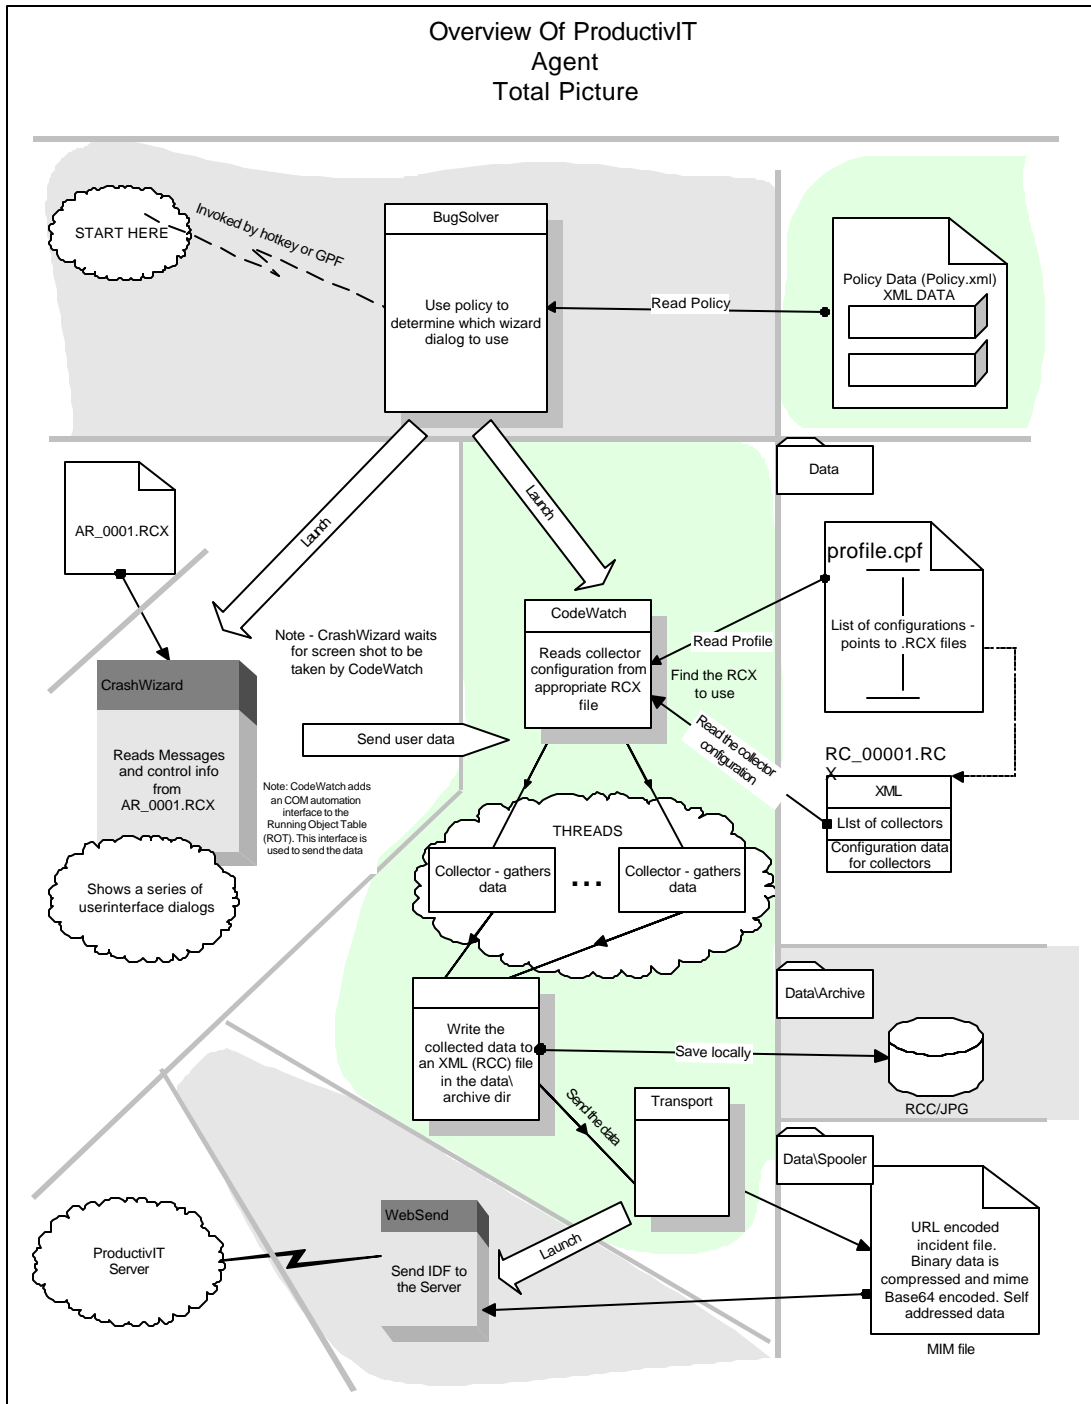 Overview Of ProductivIT
Agent
Total Picture
START HERE
Invoked by hotkey or GPF
BugSolver
Use policy to
determine which wizard
dialog to use
Read Policy
Policy Data (Policy.xml)
XML DATA
Launch
Launch
Data
AR_0001.RCX
profile.cpf
List of configurations -
points to .RCX files
Note - CrashWizard waits
for screen shot to be
taken by CodeWatch
CodeWatch
Reads collector
configuration from
appropriate RCX
file
Read Profile
Find the RCX
to use
Read the collector
configuration
CrashWizard
Reads Messages
and control info
from
AR_0001.RCX
Send user data
Note: CodeWatch adds
an COM automation
interface to the
Running Object Table
(ROT). This interface is
used to send the data
RC_00001.RC
X
XML
LIst of collectors
Configuration data
for collectors
Shows a series of
userinterface dialogs
THREADS
Collector - gathers
data
...
Collector - gathers
data
Data\Archive
Write the
collected data to
an XML (RCC) file
in the data\
archive dir
Save locally
RCC/JPG
Send the data
Transport
Data\Spooler
Launch
WebSend
Send IDF to
the Server
ProductivIT
Server
URL encoded
incident file.
Binary data is
compressed and mime
Base64 encoded. Self
addressed data
MIM file